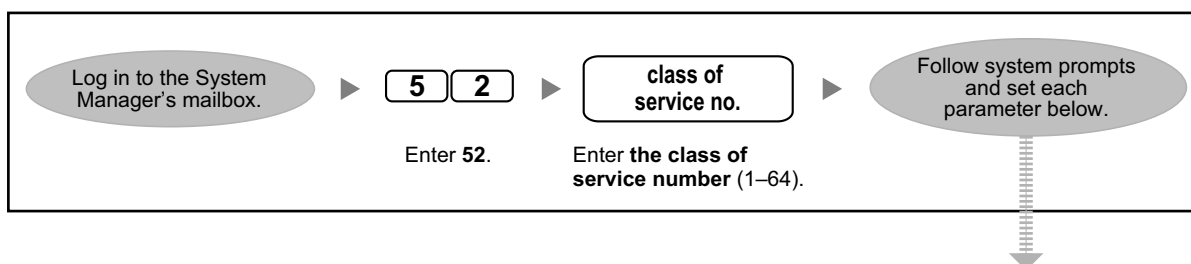 Log in to the System
Manager's mailbox.
5 2
Enter 52.
class of
service no.
Enter the class of
service number (1–64).
Follow system prompts
and set each
parameter below.